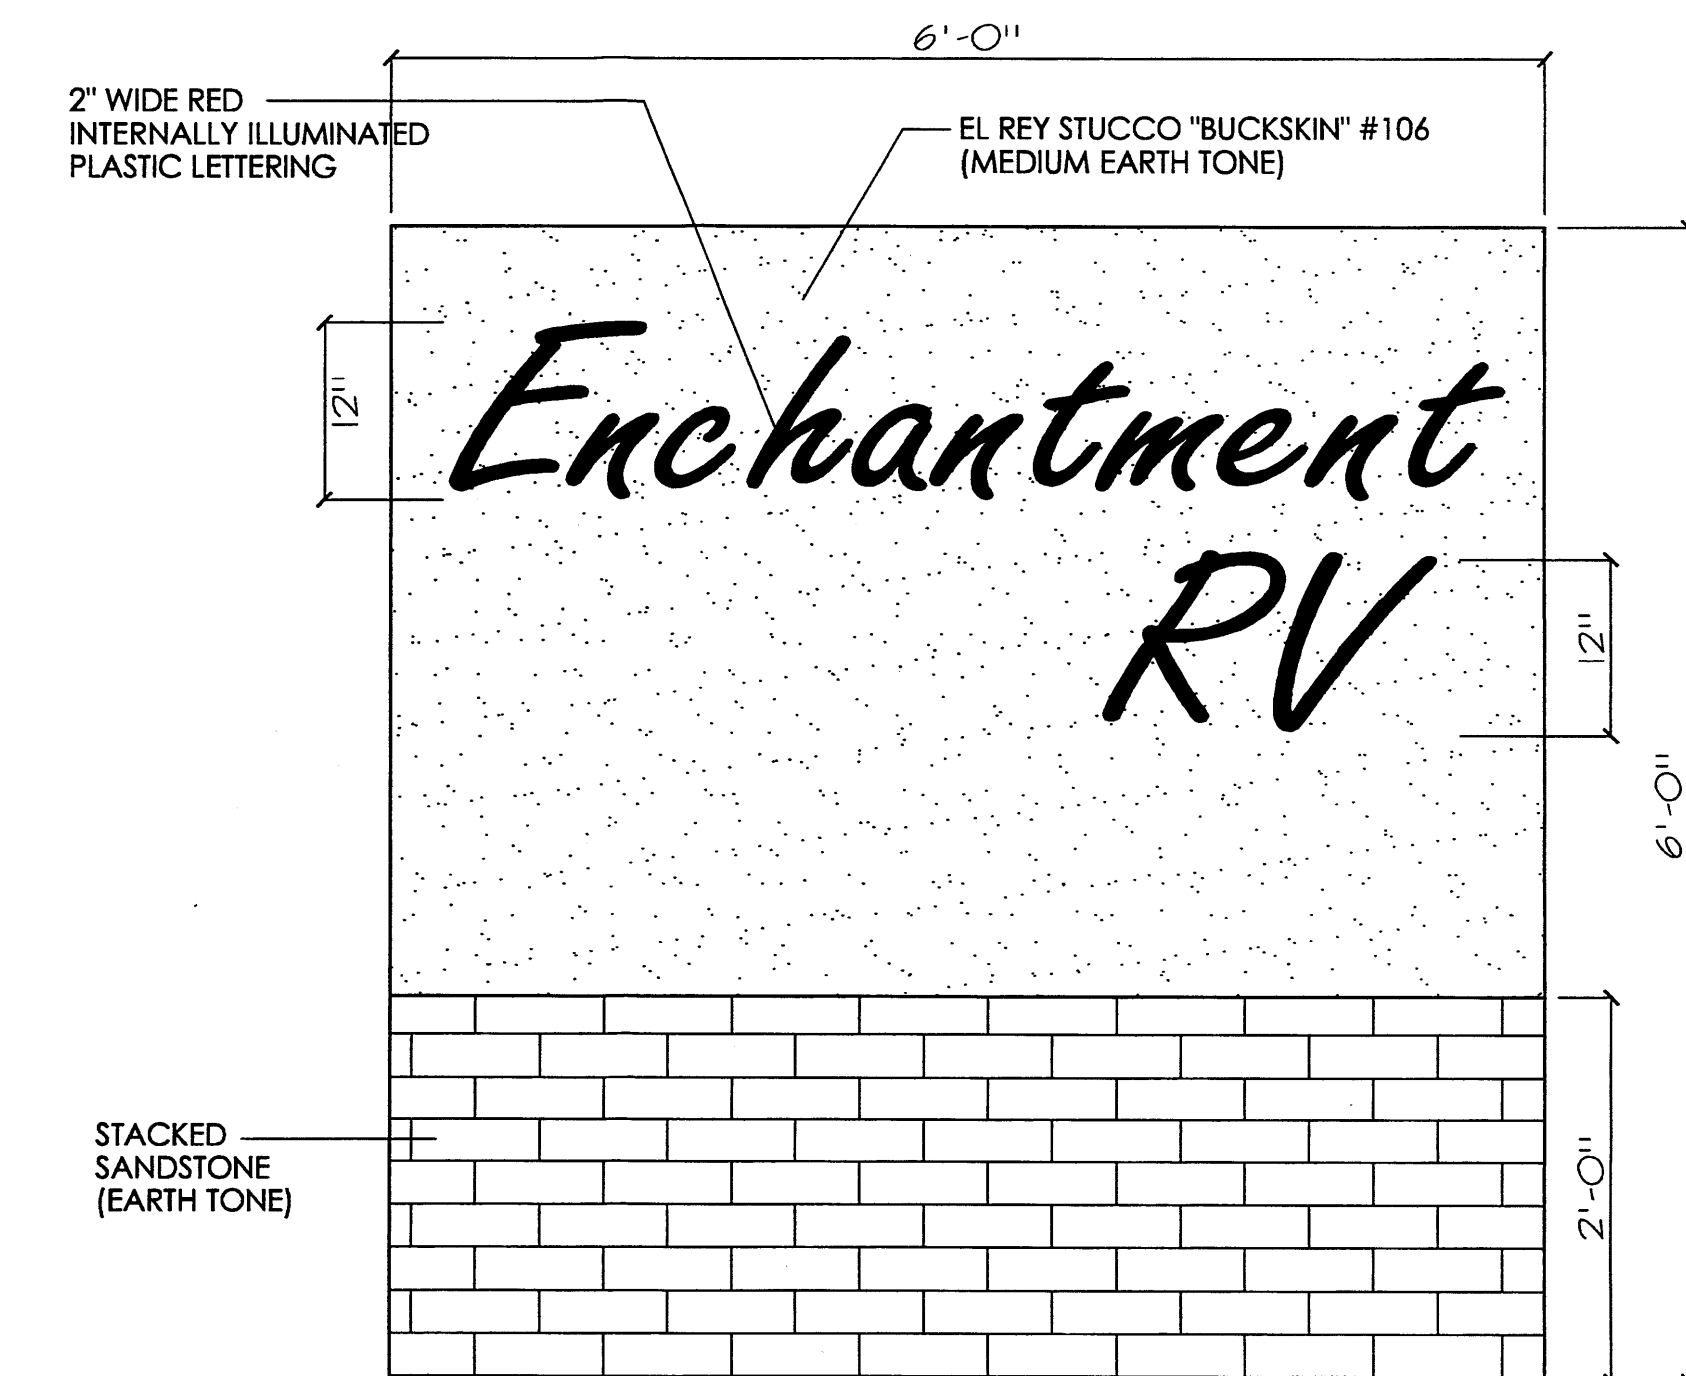 6'-0"
2" WIDE RED
INTERNALLY ILLUMINATED
PLASTIC LETTERING
EL REY STUCCO "BUCKSKIN" #106
(MEDIUM EARTH TONE)
12"
Enchantment
RV
12"
6'-0"
STACKED
SANDSTONE
(EARTH TONE)
2'-0"